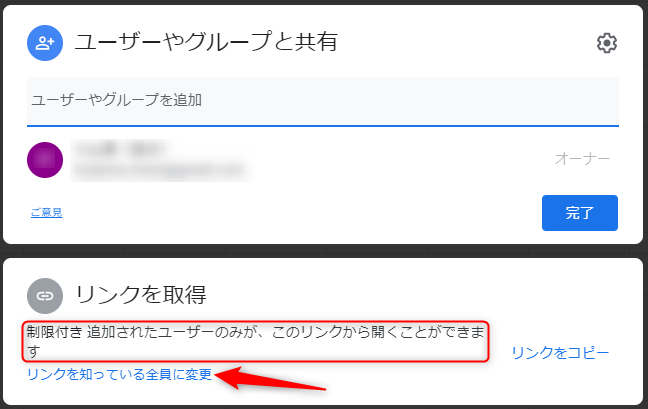 ユーザーやグループと共有
ユーザーやグループを追加
オーナー
ご意見
完了
リンクを取得
制限付き 追加されたユーザーのみが、このリンクから開くことができま
す
リンクをコピー
リンクを知っている全員に変更